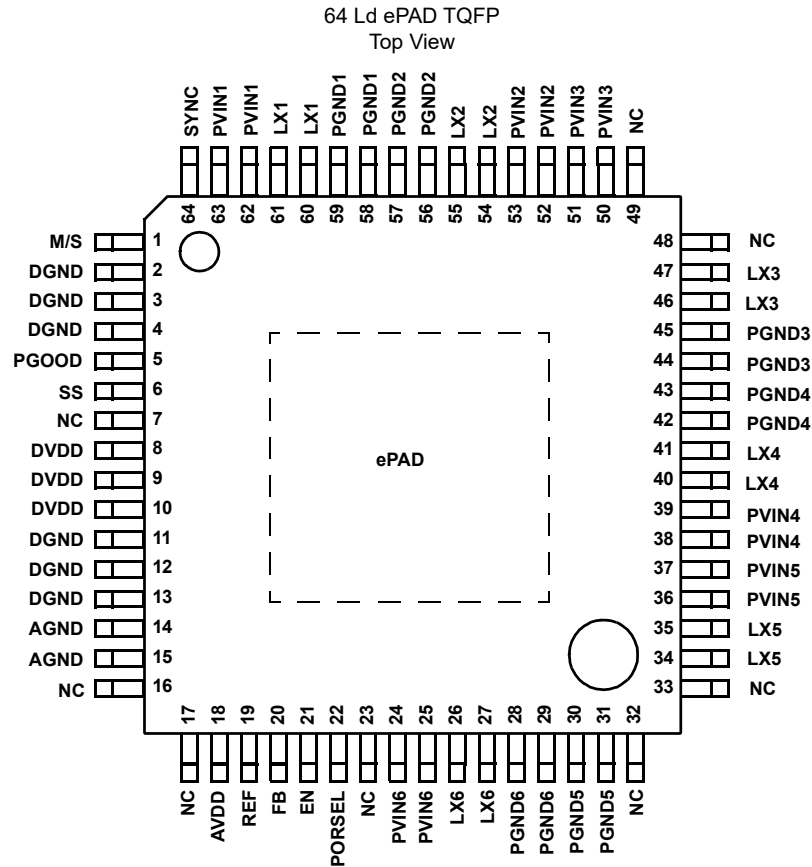 64 Ld ePAD TQFP
Top View
SYNC
PVIN1
PVIN1
LX1
LX1
PGND1
PGND1
PGND2
PGND2
LX2
LX2
PVIN2
PVIN2
PVIN3
PVIN3
NC
64 63 62 61 60 59 58 57 56 55 54 53 52 51 50 49
M/S 1 48 NC
DGND 2 47 LX3
DGND 3 46 LX3
DGND 4 45 PGND3
PGOOD 5 44 PGND3
SS 6 43 PGND4
NC 7 42 PGND4
DVDD 8 41 LX4
DVDD 9 40 LX4
ePAD
DVDD 10 39 PVIN4
DGND 11 38 PVIN4
DGND 12 37 PVIN5
DGND 13 36 PVIN5
AGND 14 35 LX5
AGND 15 34 LX5
NC 16 33 NC
17 18 19 20 21 22 23 24 25 26 27 28 29 30 31 32
NC
AVDD
REF
FB
EN
PORSEL
NC
PVIN6
PVIN6
LX6
LX6
PGND6
PGND6
PGND5
PGND5
NC